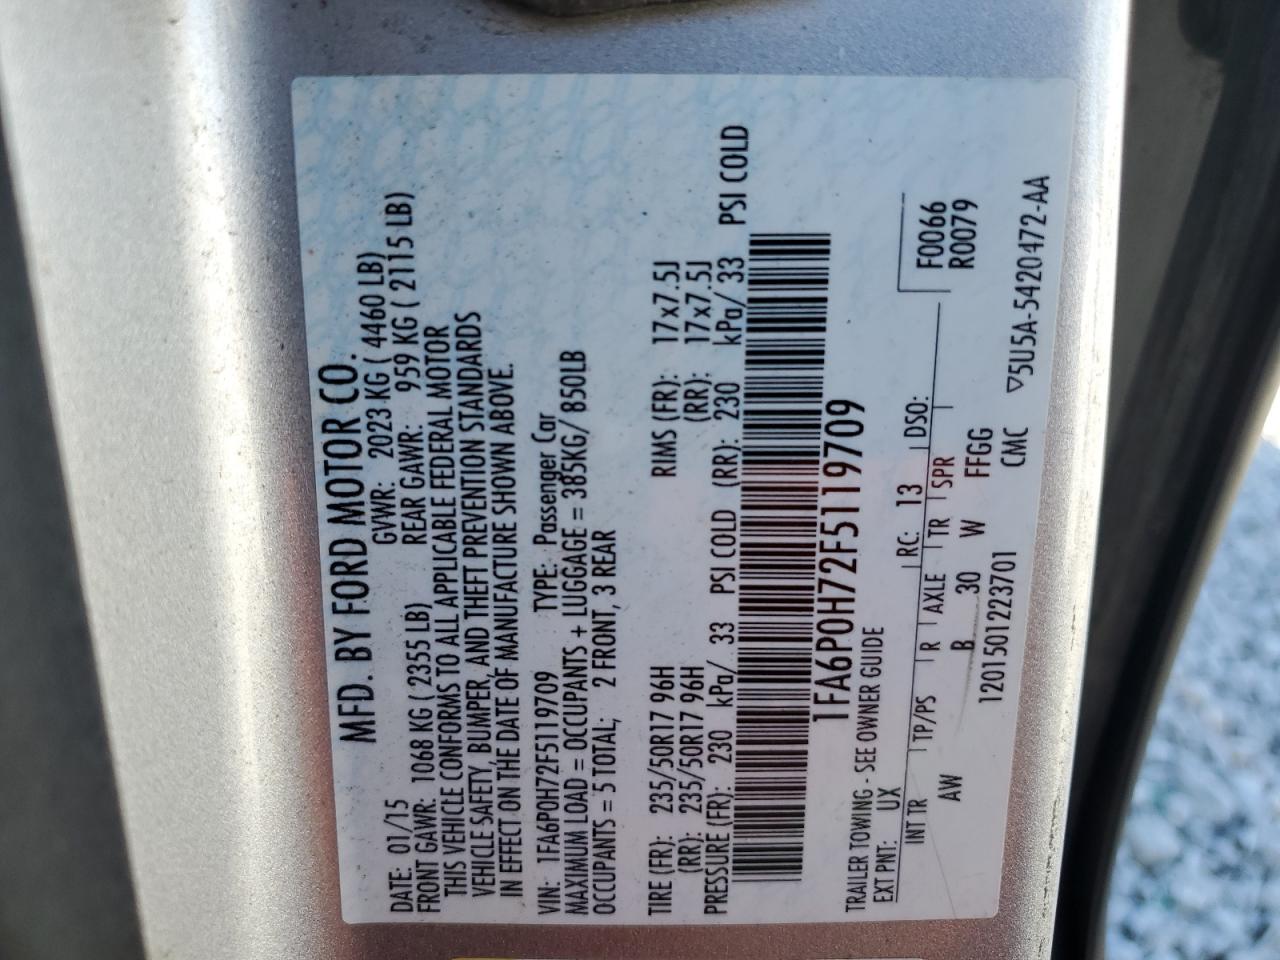 MFD. BY FORD MOTOR CO.
DATE: 01/15 GVWR: 2023 KG ( 4460 LB)
FRONT GAWR: 1068 KG ( 2355 LB) REAR GAWR: 959 KG ( 2115 LB)
THIS VEHICLE CONFORMS TO ALL APPLICABLE FEDERAL MOTOR
VEHICLE SAFETY, BUMPER, AND THEFT PREVENTION STANDARDS
IN EFFECT ON THE DATE OF MANUFACTURE SHOWN ABOVE.
VIN: 1FA6P0H72F5119709 TYPE: Passenger Car
MAXIMUM LOAD = OCCUPANTS + LUGGAGE = 385KG/ 850LB
OCCUPANTS = 5 TOTAL, 2 FRONT, 3 REAR
TIRE (FR): 235/50R17 96H RIMS (FR): 17x7.5J
(RR): 235/50R17 96H (RR): 17x7.5J
PRESSURE (FR): 230 kPa/ 33 PSI COLD (RR): 230 kPa/ 33 PSI COLD
1FA6P0H72F5119709
TRAILER TOWING - SEE OWNER GUIDE
EXT PNT: UX RC: 13 DSO:
INT TR TP/PS R AXLE TR SPR F0066
AW B 30 W FFGG R0079
1201501223701 CMC ▽5U5A-5420472-AA